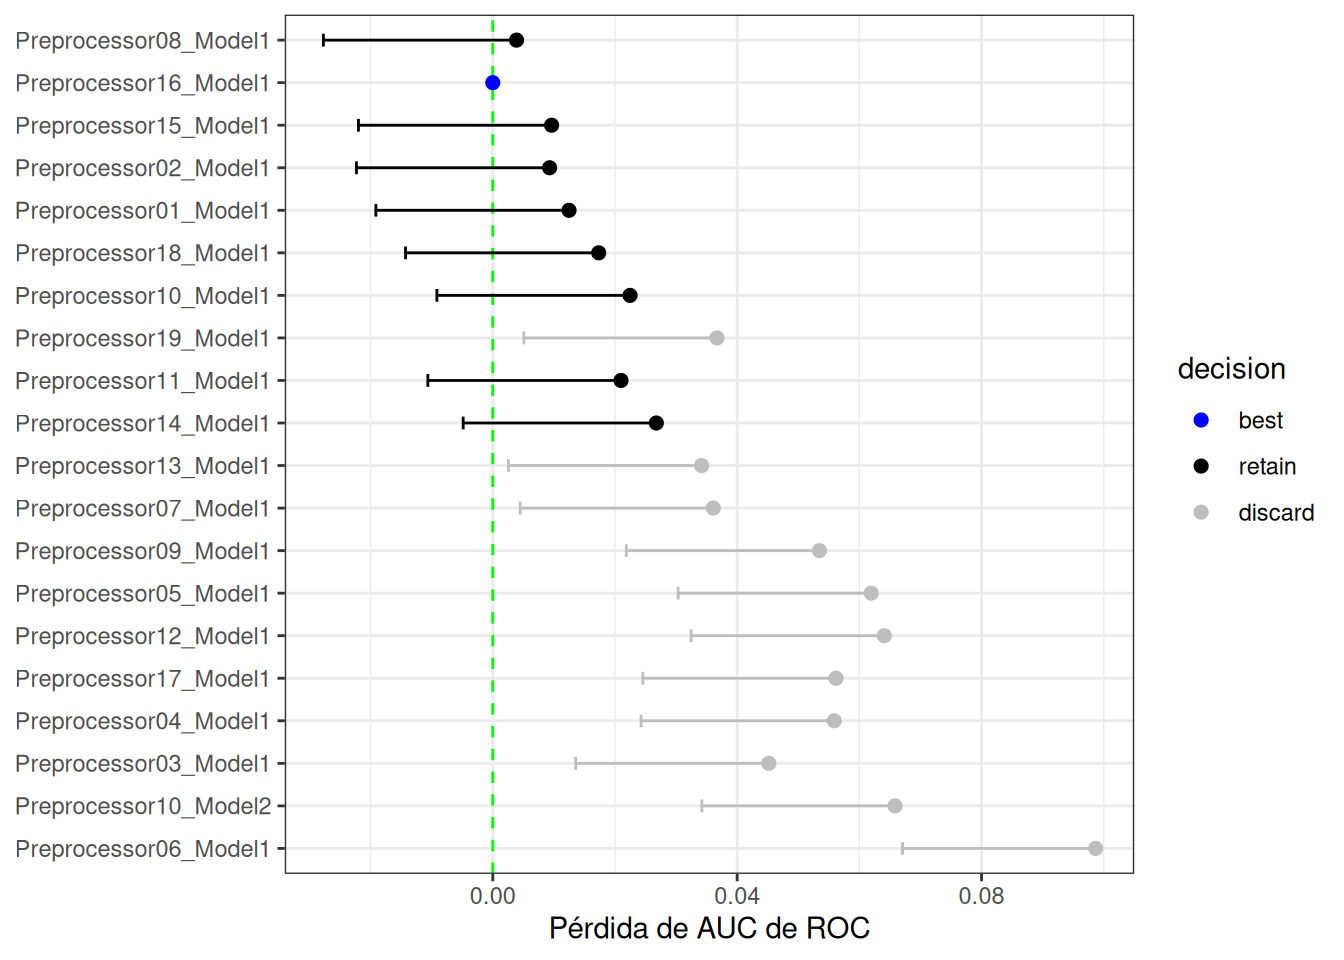 Preprocessor08_Model1
Preprocessor16_Model1
Preprocessor15_Model1
Preprocessor02_Model1
Preprocessor01_Model1
Preprocessor18_Model1
Preprocessor10_Model1
Preprocessor19_Model1
Preprocessor11_Model1
Preprocessor14_Model1
Preprocessor13_Model1
Preprocessor07_Model1
Preprocessor09_Model1
Preprocessor05_Model1
Preprocessor12_Model1
Preprocessor17_Model1
Preprocessor04_Model1
Preprocessor03_Model1
Preprocessor10_Model2
Preprocessor06_Model1
0.00 0.04 0.08
Pérdida de AUC de ROC
decision
best
retain
discard